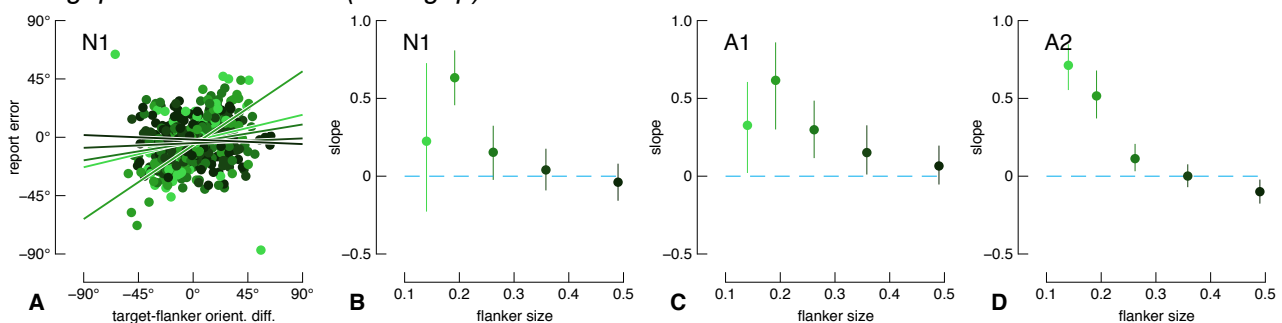 N1
90°
45°
0°
−45°
−90°
report error
−90° −45° 0° 45° 90°
target-flanker orient. diff.
A
N1
1.0
0.5
0
−0.5
slope
0.1 0.2 0.3 0.4 0.5
flanker size
B
A1
1.0
0.5
0
−0.5
slope
0.1 0.2 0.3 0.4 0.5
flanker size
C
A2
1.0
0.5
0
−0.5
slope
0.1 0.2 0.3 0.4 0.5
flanker size
D